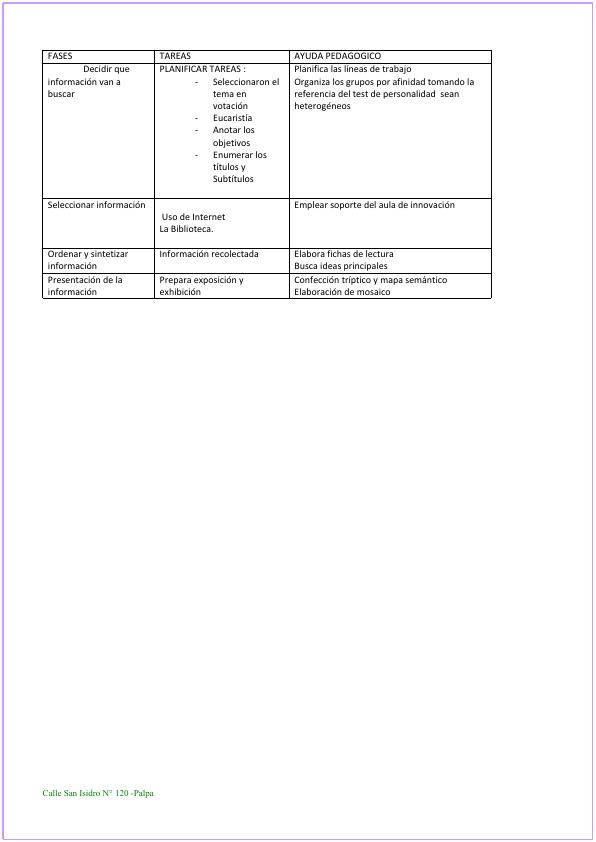 FASES
TAREAS
AYUDA PEDAGOGICO
Decidir que
información van a
buscar
PLANIFICAR TAREAS :
- Seleccionaron el
tema en
votación
- Eucaristía
- Anotar los
objetivos
- Enumerar los
títulos y
Subtítulos
Planifica las líneas de trabajo
Organiza los grupos por afinidad tomando la
referencia del test de personalidad sean
heterogéneos
Seleccionar información
Uso de Internet
La Biblioteca.
Emplear soporte del aula de innovación
Ordenar y sintetizar
información
Información recolectada
Elabora fichas de lectura
Busca ideas principales
Presentación de la
información
Prepara exposición y
exhibición
Confección tríptico y mapa semántico
Elaboración de mosaico
Calle San Isidro N° 120 -Palpa